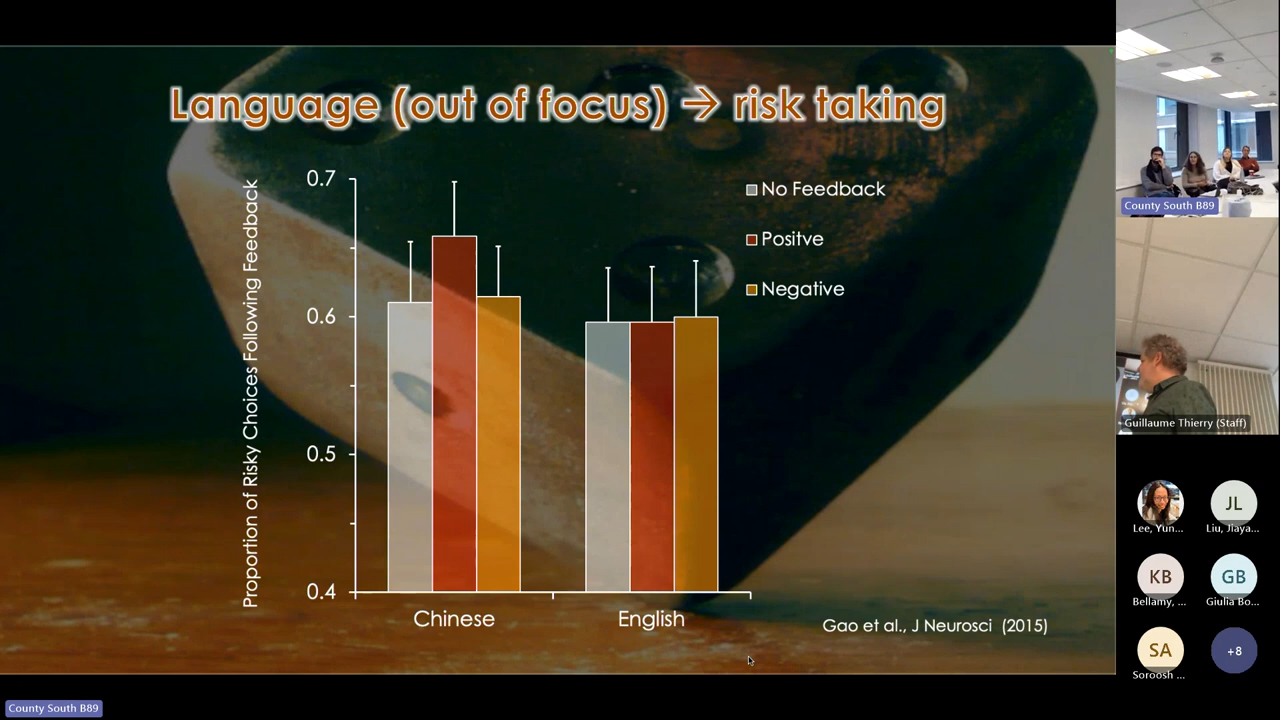 Language (out of focus) → risk taking
Proportion of Risky Choices Following Feedback
0.7
0.6
0.5
0.4
No Feedback
Positve
Negative
Chinese
English
Gao et al., J Neurosci (2015)
County South B89
County South B89
Guillaume Thierry (Staff)
Lee, Yun...
JL
Liu, Jiaya...
KB
Bellamy, ...
GB
Giulia Bo...
SA
Soroosh ...
+8